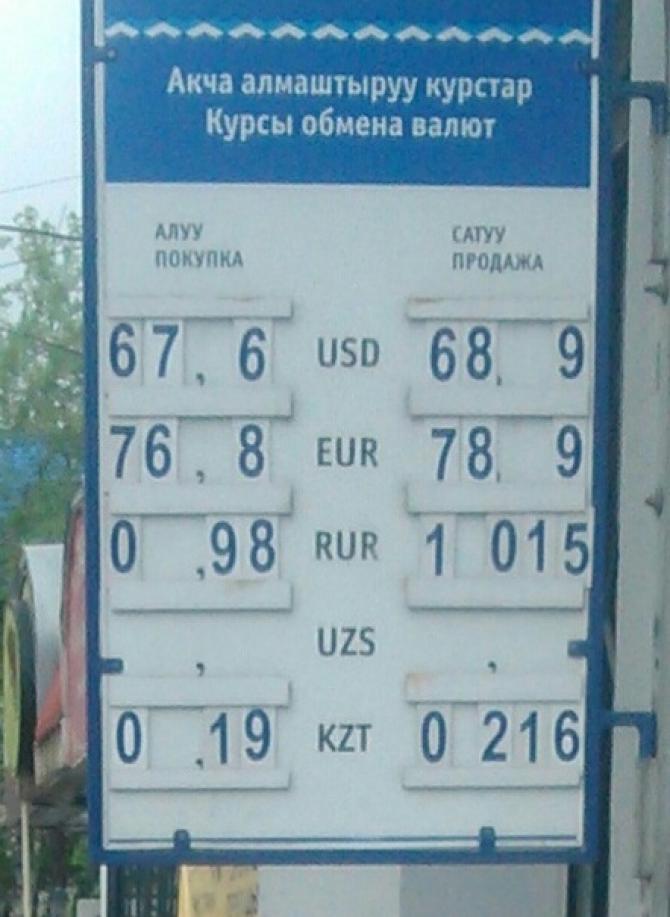 Акча алмаштыруу курстар
Курсы обмена валют
АЛУУ САТУУ
ПОКУПКА ПРОДАЖА
67,6 USD 68, 9
76,8 EUR 78, 9
0,98 RUR 1 015
, UZS ,
0,19 KZT 0 216